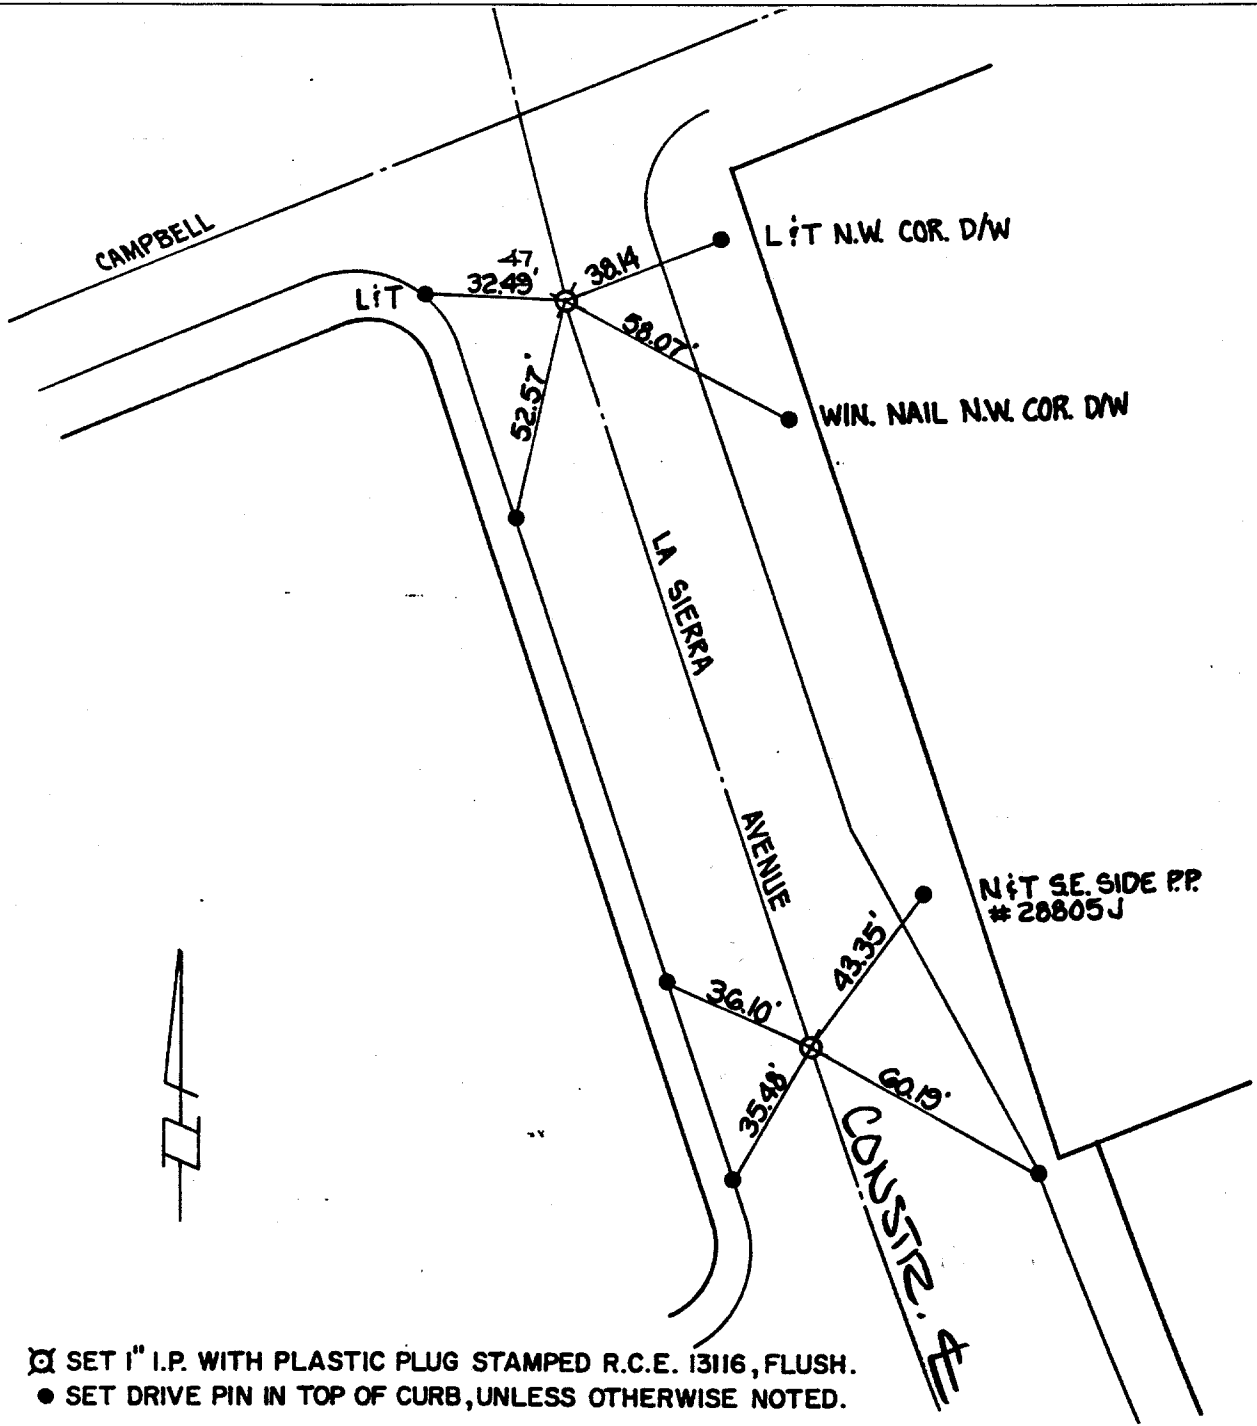 CAMPBELL
L&T N.W. COR. D/W
47
32.49'
38.14
L&T
58.07'
52.57'
WIN. NAIL N.W. COR. D/W
LA SIERRA
AVENUE
N&T S.E. SIDE P.P.
# 28805J
43.35'
36.10'
35.48'
60.19'
CONSTR. ℄
SET 1" I.P. WITH PLASTIC PLUG STAMPED R.C.E. 13116, FLUSH.
SET DRIVE PIN IN TOP OF CURB, UNLESS OTHERWISE NOTED.